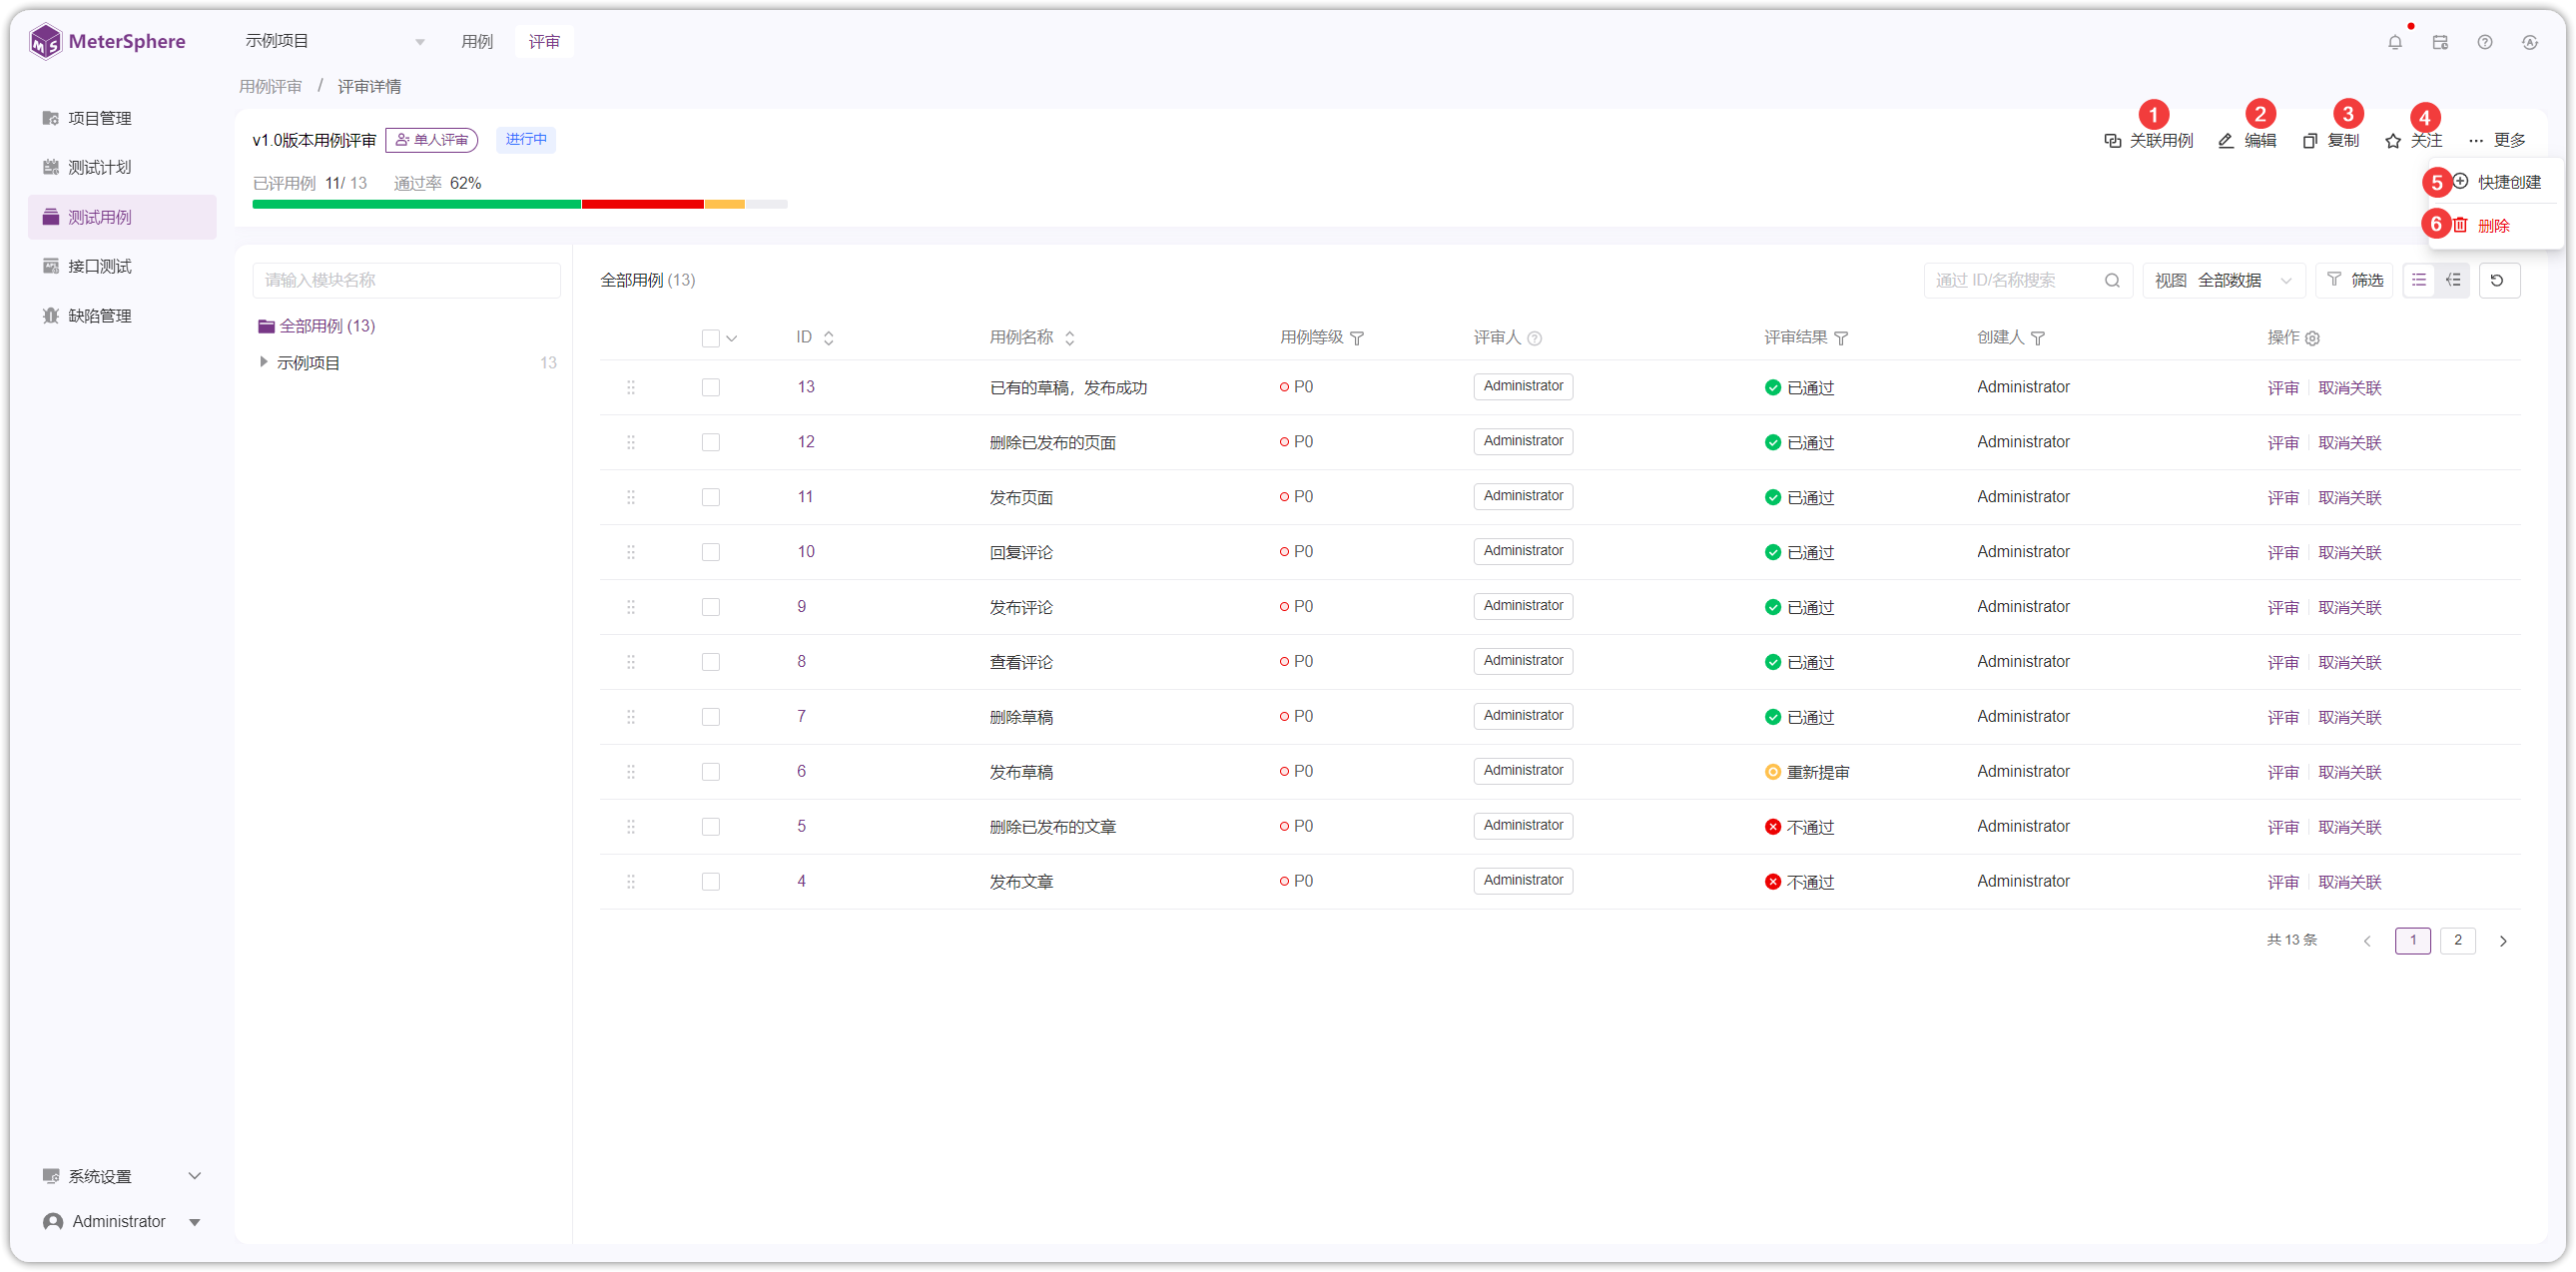 MeterSphere
示例项目
用例
评审
用例评审 / 评审详情
项目管理
测试计划
测试用例
接口测试
缺陷管理
v1.0版本用例评审 单人评审 进行中
1 关联用例 2 编辑 3 复制 4 关注 更多
5 快捷创建
6 删除
已评用例 11/ 13 通过率 62%
请输入模块名称
全部用例 (13)
示例项目 13
全部用例 (13)
通过 ID/名称搜索 视图 全部数据 筛选
ID 用例名称 用例等级 评审人 评审结果 创建人 操作
13 已有的草稿，发布成功 P0 Administrator 已通过 Administrator 评审 取消关联
12 删除已发布的页面 P0 Administrator 已通过 Administrator 评审 取消关联
11 发布页面 P0 Administrator 已通过 Administrator 评审 取消关联
10 回复评论 P0 Administrator 已通过 Administrator 评审 取消关联
9 发布评论 P0 Administrator 已通过 Administrator 评审 取消关联
8 查看评论 P0 Administrator 已通过 Administrator 评审 取消关联
7 删除草稿 P0 Administrator 已通过 Administrator 评审 取消关联
6 发布草稿 P0 Administrator 重新提审 Administrator 评审 取消关联
5 删除已发布的文章 P0 Administrator 不通过 Administrator 评审 取消关联
4 发布文章 P0 Administrator 不通过 Administrator 评审 取消关联
共 13 条 1 2
系统设置
Administrator